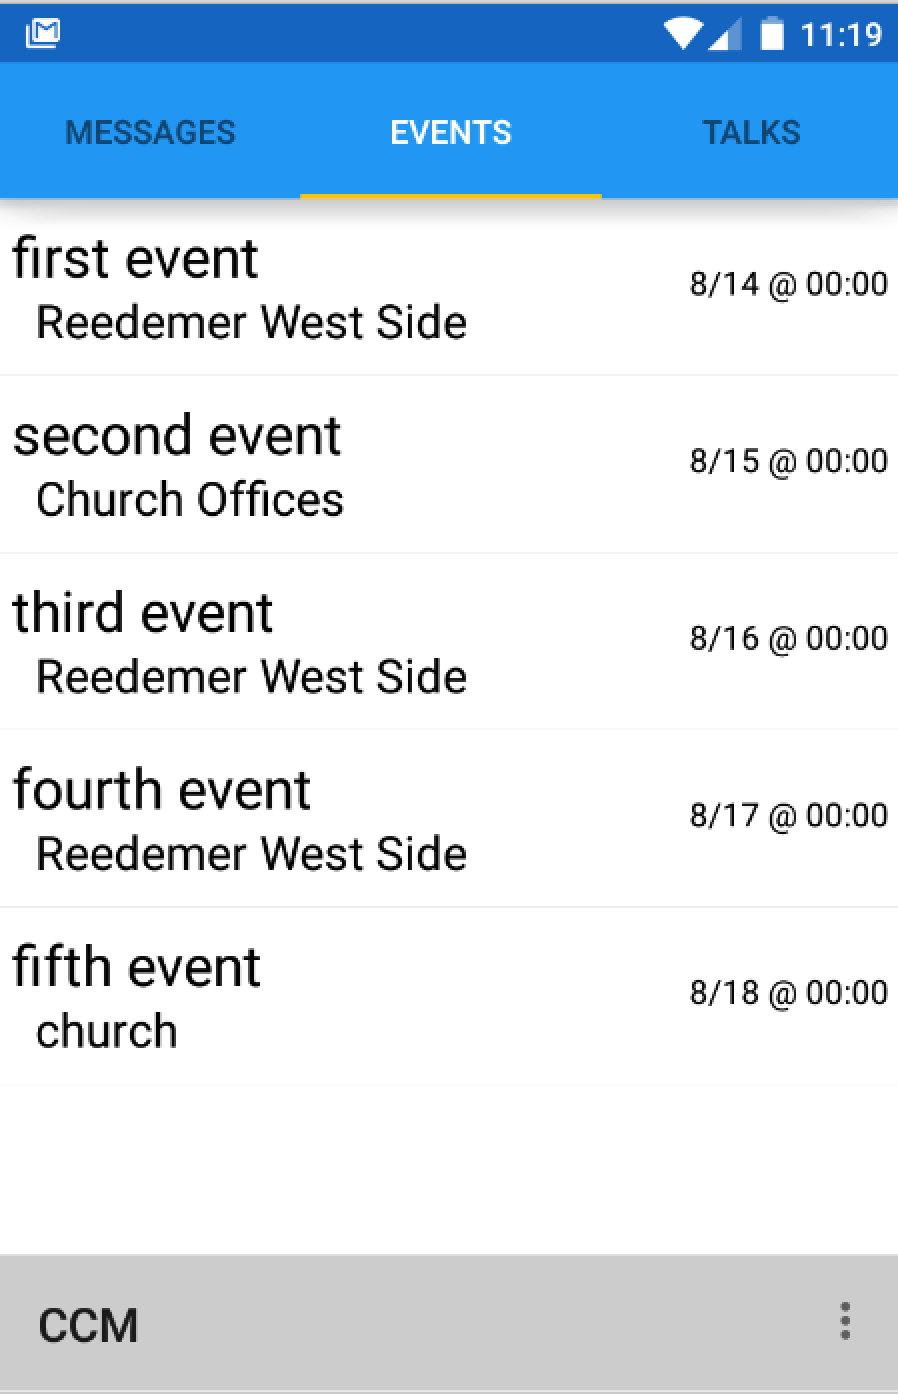 11:19
MESSAGES EVENTS TALKS
first event
8/14 @ 00:00
Reedemer West Side
second event
8/15 @ 00:00
Church Offices
third event
8/16 @ 00:00
Reedemer West Side
fourth event
8/17 @ 00:00
Reedemer West Side
fifth event
8/18 @ 00:00
church
CCM